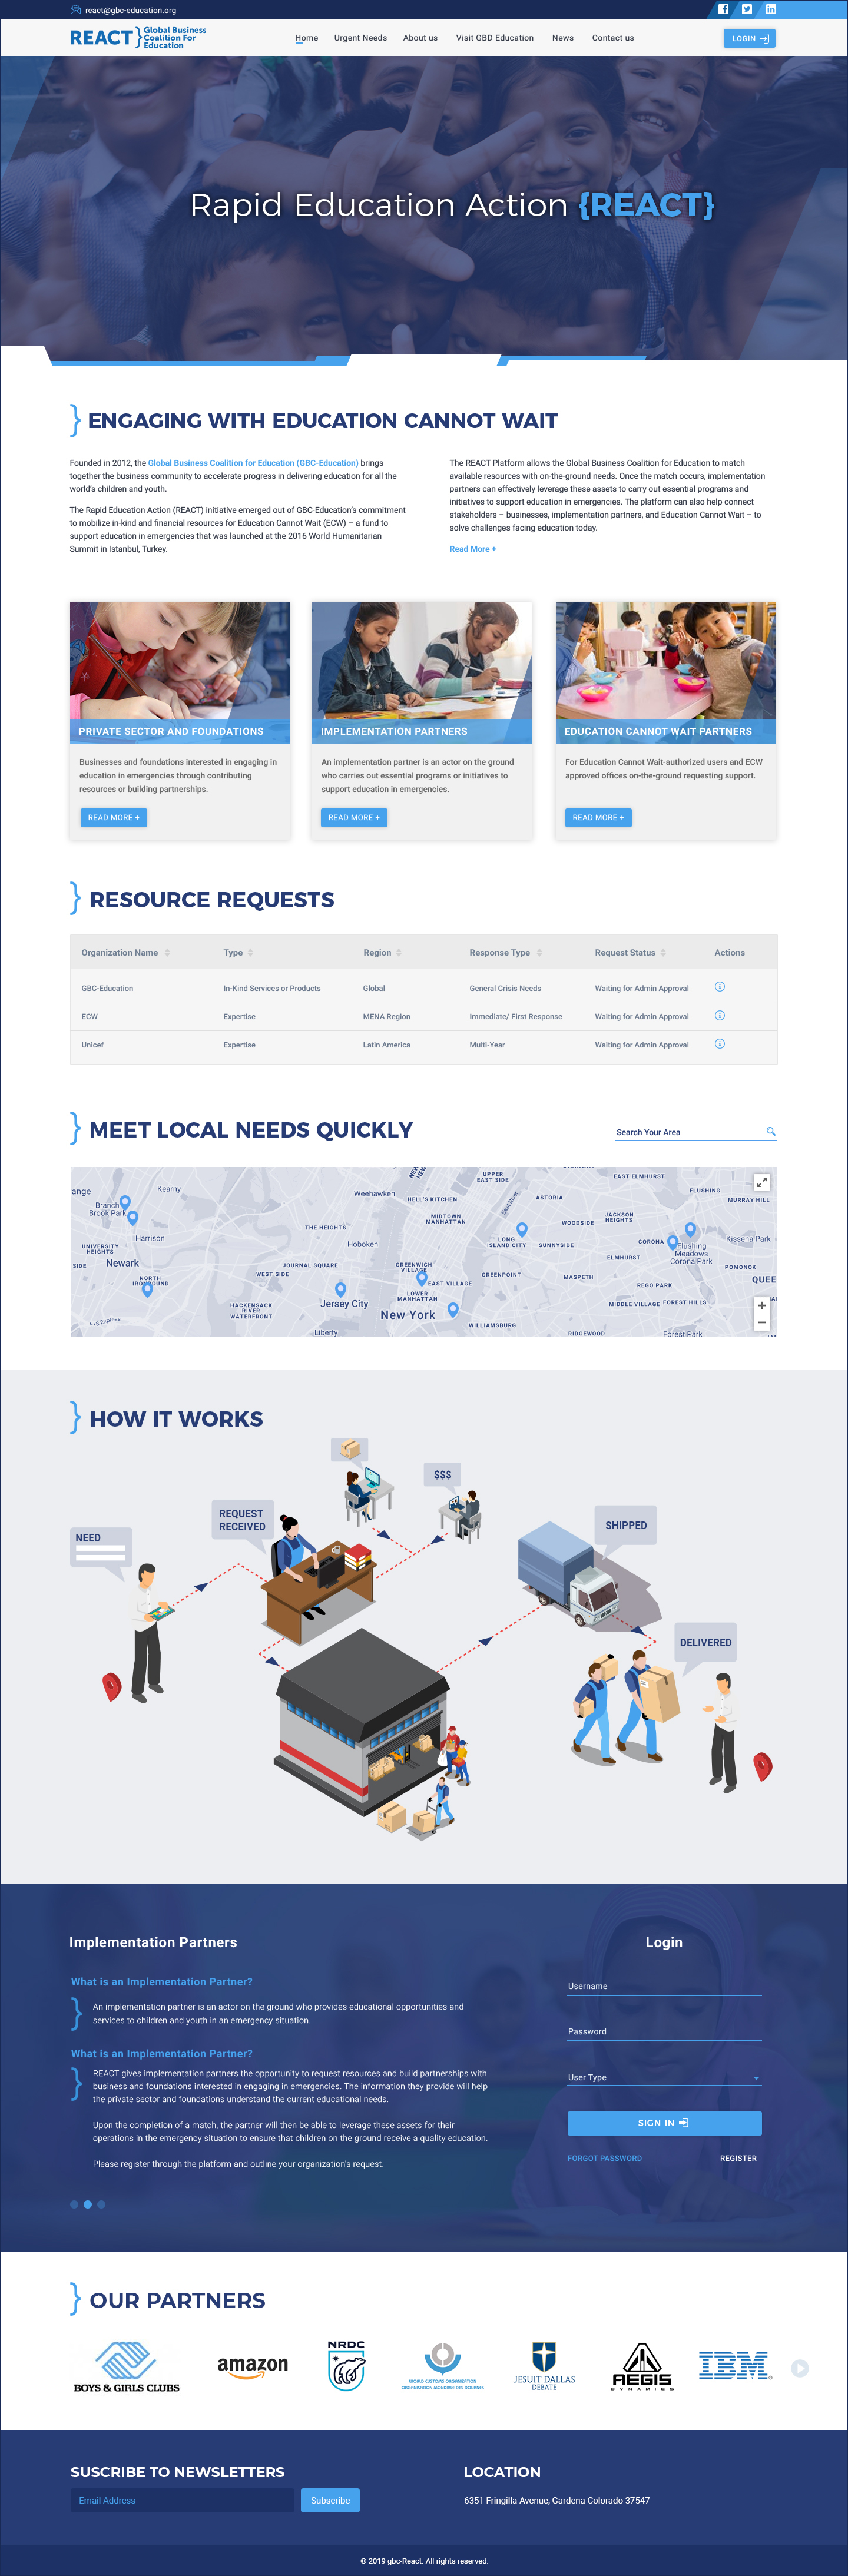 react@gbc-education.org
REACT}
Global Business
Coalition For
Education
Home Urgent Needs About us Visit GBD Education News Contact us
LOGIN
Rapid Education Action {REACT}
ENGAGING WITH EDUCATION CANNOT WAIT
Founded in 2012, the Global Business Coalition for Education (GBC-Education) brings
together the business community to accelerate progress in delivering education for all the
world's children and youth.
The Rapid Education Action (REACT) initiative emerged out of GBC-Education's commitment
to mobilize in-kind and financial resources for Education Cannot Wait (ECW) – a fund to
support education in emergencies that was launched at the 2016 World Humanitarian
Summit in Istanbul, Turkey.
The REACT Platform allows the Global Business Coalition for Education to match
available resources with on-the-ground needs. Once the match occurs, implementation
partners can effectively leverage these assets to carry out essential programs and
initiatives to support education in emergencies. The platform can also help connect
stakeholders – businesses, implementation partners, and Education Cannot Wait – to
solve challenges facing education today.
Read More +
PRIVATE SECTOR AND FOUNDATIONS
Businesses and foundations interested in engaging in
education in emergencies through contributing
resources or building partnerships.
READ MORE +
IMPLEMENTATION PARTNERS
An implementation partner is an actor on the ground
who carries out essential programs or initiatives to
support education in emergencies.
READ MORE +
EDUCATION CANNOT WAIT PARTNERS
For Education Cannot Wait-authorized users and ECW
approved offices on-the-ground requesting support.
READ MORE +
RESOURCE REQUESTS
Organization Name Type Region Response Type Request Status Actions
GBC-Education In-Kind Services or Products Global General Crisis Needs Waiting for Admin Approval
ECW Expertise MENA Region Immediate/ First Response Waiting for Admin Approval
Unicef Expertise Latin America Multi-Year Waiting for Admin Approval
MEET LOCAL NEEDS QUICKLY
Search Your Area
ange
Kearny
Branch
Brook Park
Harrison
UNIVERSITY
HEIGHTS
SIDE
Newark
NORTH
IRONBOUND
I-78 Express
Weehawken
HELL'S KITCHEN
UPPER
EAST SIDE
East River
ASTORIA
EAST ELMHURST
FLUSHING
MURRAY HILL
THE HEIGHTS
MIDTOWN
MANHATTAN
WOODSIDE
JACKSON
HEIGHTS
Hoboken
LONG
ISLAND CITY
SUNNYSIDE
CORONA
Flushing
Meadows
Corona Park
Kissena Park
ELMHURST
JOURNAL SQUARE
WEST SIDE
GREENWICH
VILLAGE
EAST VILLAGE
GREENPOINT
MASPETH
REGO PARK
POMONOK
QUEE
HACKENSACK
RIVER
WATERFRONT
Jersey City
LOWER
MANHATTAN
New York
WILLIAMSBURG
MIDDLE VILLAGE
FOREST HILLS
Liberty
RIDGEWOOD
Forest Park
HOW IT WORKS
NEED
REQUEST
RECEIVED
$$$
SHIPPED
DELIVERED
Implementation Partners
What is an Implementation Partner?
An implementation partner is an actor on the ground who provides educational opportunities and
services to children and youth in an emergency situation.
What is an Implementation Partner?
REACT gives implementation partners the opportunity to request resources and build partnerships with
business and foundations interested in engaging in emergencies. The information they provide will help
the private sector and foundations understand the current educational needs.
Upon the completion of a match, the partner will then be able to leverage these assets for their
operations in the emergency situation to ensure that children on the ground receive a quality education.
Please register through the platform and outline your organization's request.
Login
Username
Password
User Type
SIGN IN
FORGOT PASSWORD REGISTER
OUR PARTNERS
BOYS & GIRLS CLUBS
amazon
NRDC
WORLD CUSTOMS ORGANIZATION
ORGANISATION MONDIALE DES DOUANES
JESUIT DALLAS
DEBATE
AEGIS
DYNAMICS
IBM
SUSCRIBE TO NEWSLETTERS
Email Address
Subscribe
LOCATION
6351 Fringilla Avenue, Gardena Colorado 37547
© 2019 gbc-React. All rights reserved.